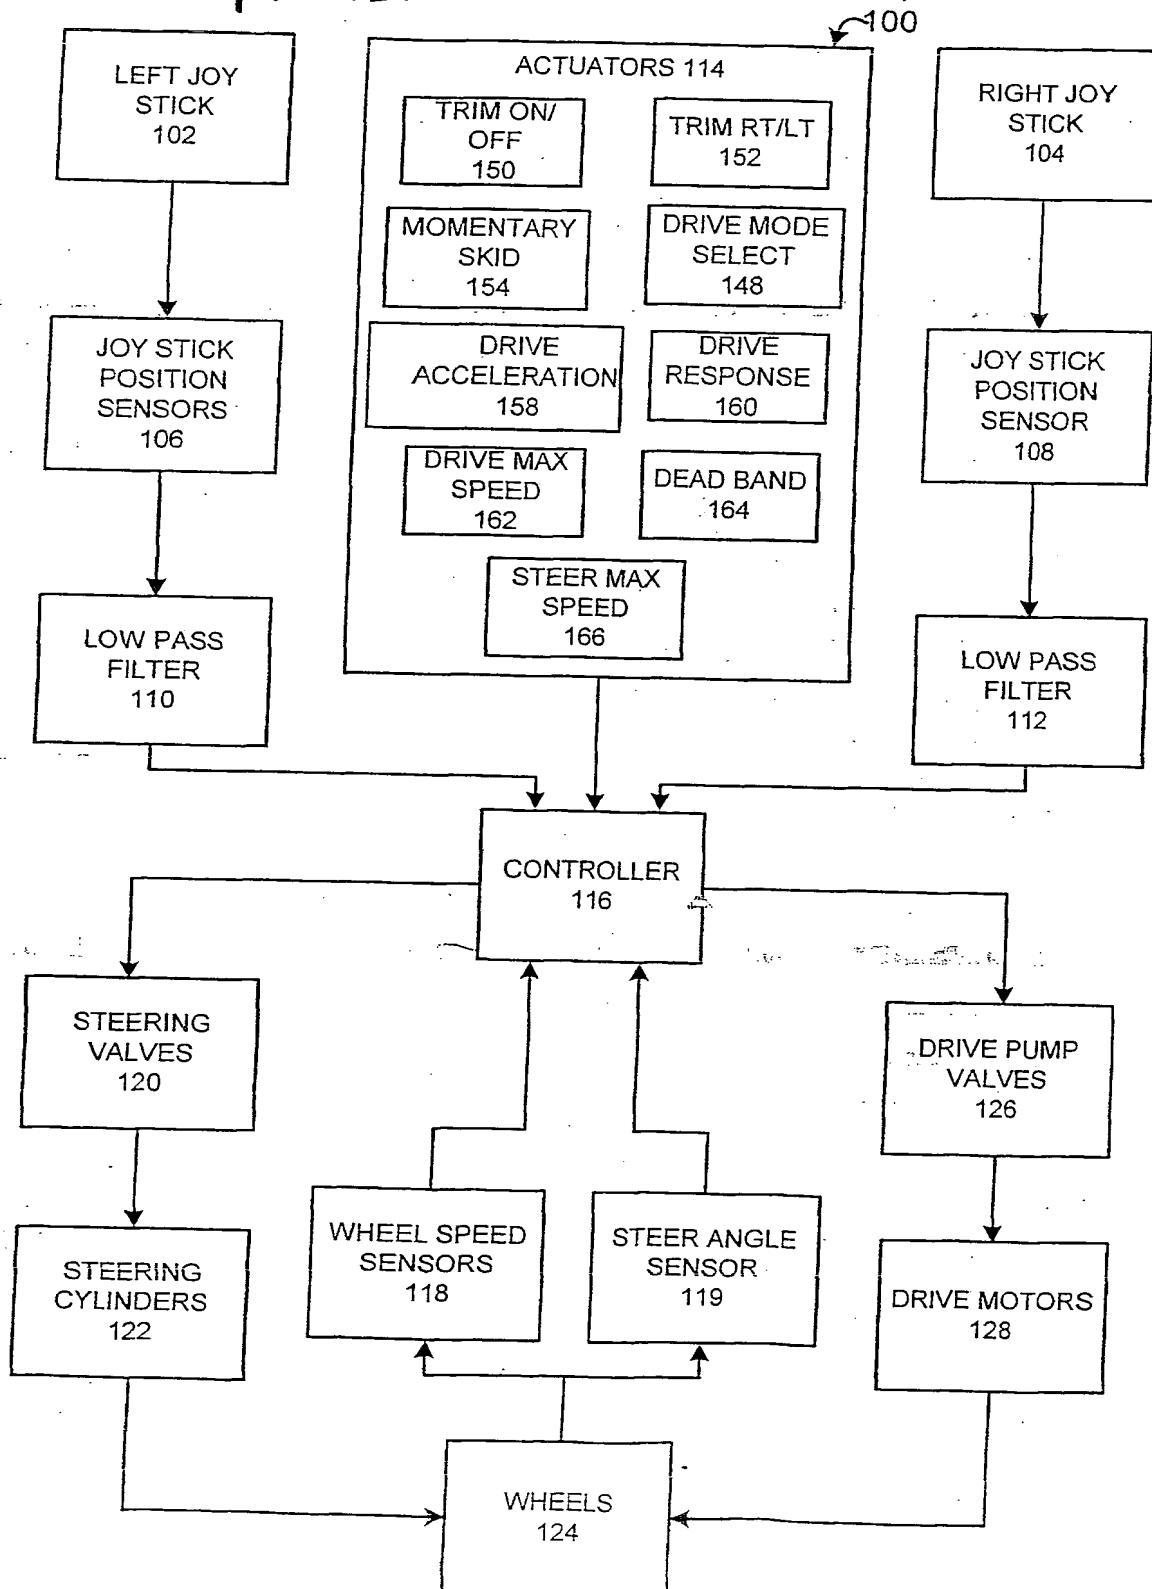 100
LEFT JOY
STICK
102
ACTUATORS 114
TRIM ON/
OFF
150
TRIM RT/LT
152
MOMENTARY
SKID
154
DRIVE MODE
SELECT
148
DRIVE
ACCELERATION
158
DRIVE
RESPONSE
160
DRIVE MAX
SPEED
162
DEAD BAND
164
STEER MAX
SPEED
166
RIGHT JOY
STICK
104
JOY STICK
POSITION
SENSORS
106
JOY STICK
POSITION
SENSOR
108
LOW PASS
FILTER
110
LOW PASS
FILTER
112
CONTROLLER
116
STEERING
VALVES
120
DRIVE PUMP
VALVES
126
STEERING
CYLINDERS
122
WHEEL SPEED
SENSORS
118
STEER ANGLE
SENSOR
119
DRIVE MOTORS
128
WHEELS
124